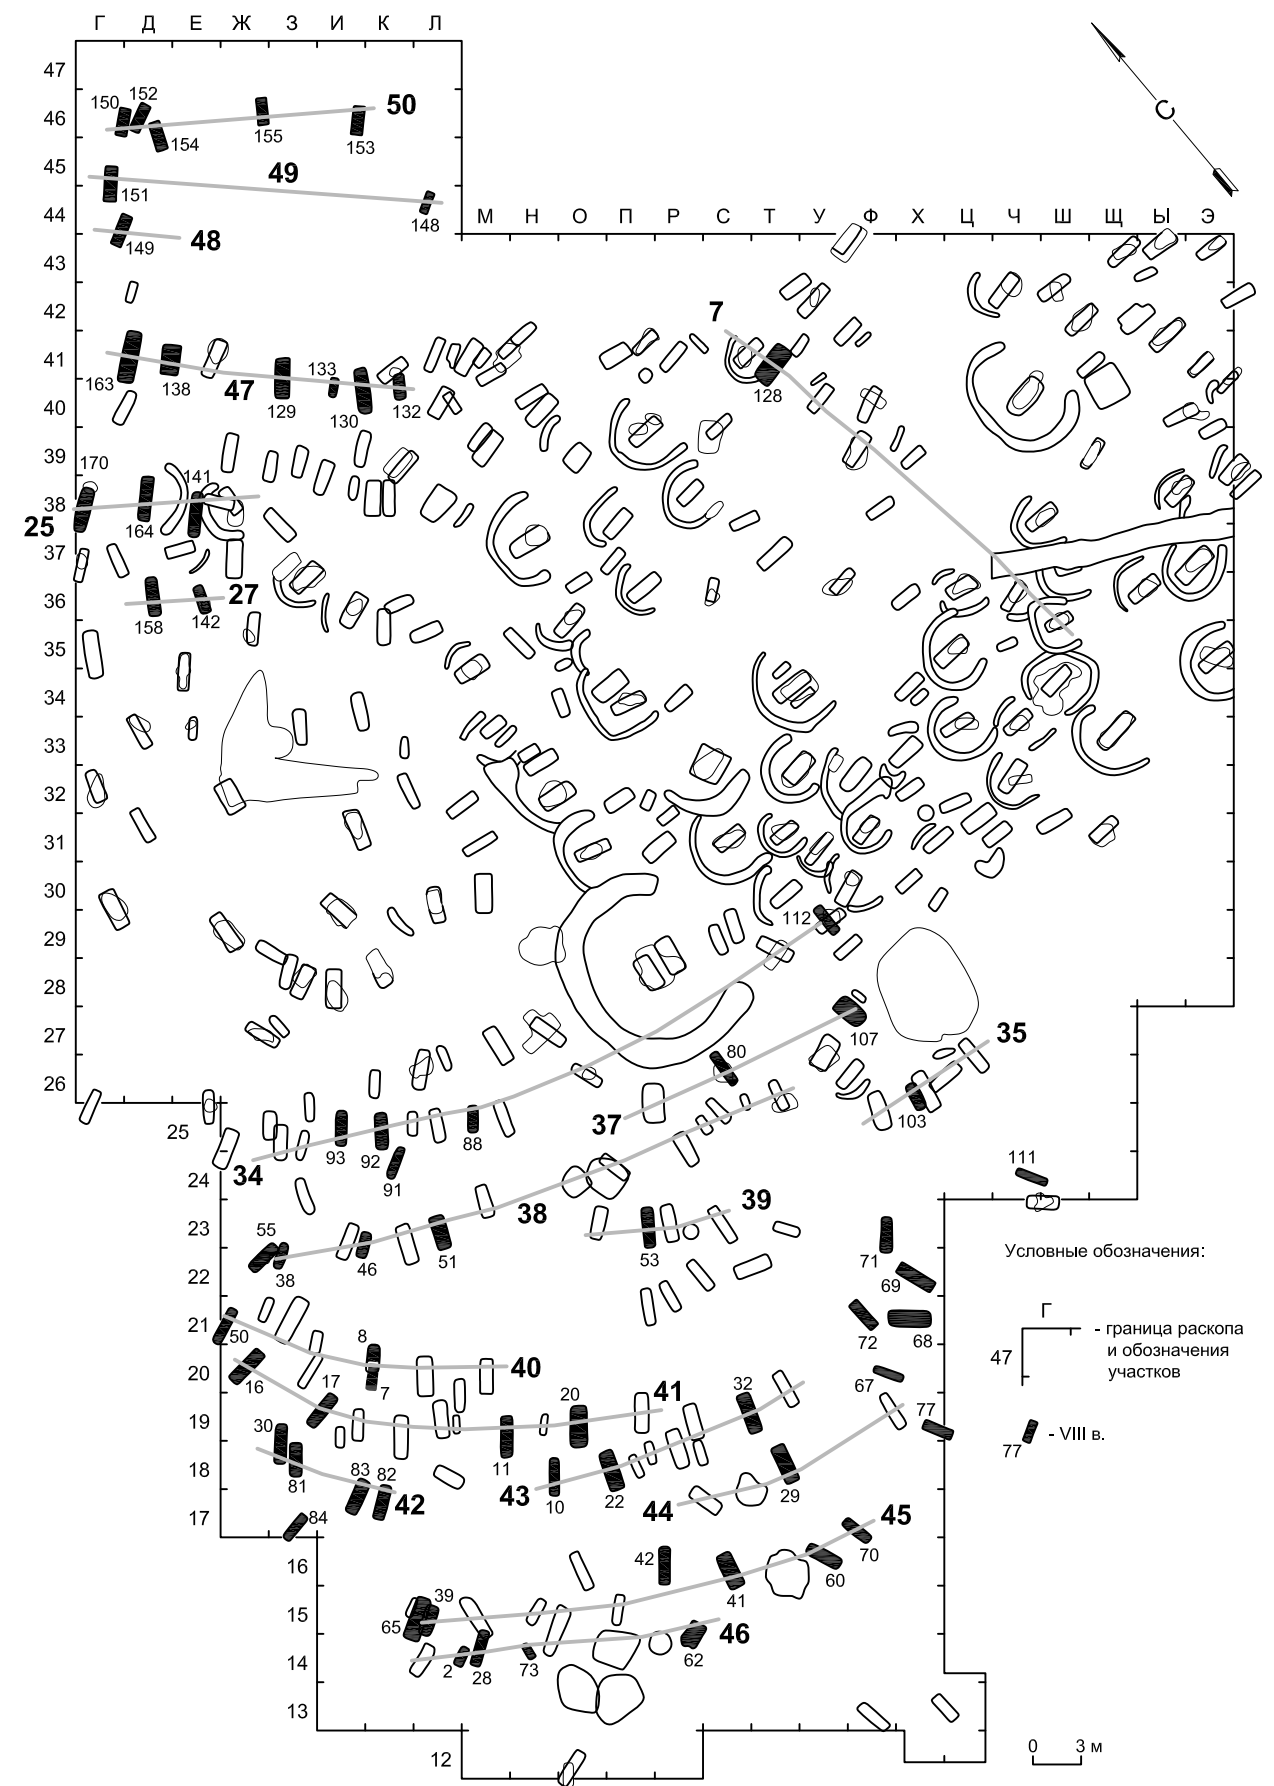 Г Д Е Ж З И К Л
47
150 152 50
46
154 155 153
45 49
151
44 148
149 48
М Н О П Р С Т У Ф Х Ц Ч Ш Щ Ы Э
С
43
42
7
41 133
163 138 47 129 130 132 128
40
39 170 141
38
25 164
37
36 27
158 142
35
34
33
32
31
30
112
29
28
27 107 35
80
26
37 103
25
93 92 88
34 91 111
24
38 39
23 55
38 46 51 53 71
Условные обозначения:
22 69
Г
21 50 8 72 68
47
- граница раскопа
и обозначения
участков
20 16 7 40 67
17 20 41 32 77
19 30
11
77
- VIII в.
18 81 83 82 42 43 10 22 44 29
17 84 45
16 42 70
41 60
15 65 39 46
14 2 28 73 62
13
12
0 3 м